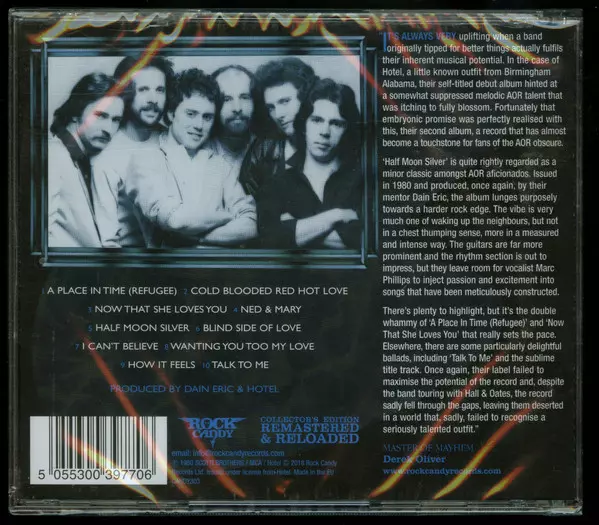 1 A PLACE IN TIME (REFUGEE) 2 COLD BLOODED RED HOT LOVE
3 NOW THAT SHE LOVES YOU 4 NED & MARY
5 HALF MOON SILVER 6 BLIND SIDE OF LOVE
7 I CAN'T BELIEVE 8 WANTING YOU TOO MY LOVE
9 HOW IT FEELS 10 TALK TO ME
PRODUCED BY DAIN ERIC & HOTEL
5 055300 397706
ROCK
CANDY
COLLECTOR'S EDITION
REMASTERED
& RELOADED
email: info@rockcandyrecords.com
"IT'S ALWAYS VERY uplifting when a band
originally tipped for better things actually fulfils
their inherent musical potential. In the case of
Hotel, a little known outfit from Birmingham
Alabama, their self-titled debut album hinted at
a somewhat suppressed melodic AOR talent that
was itching to fully blossom. Fortunately that
embryonic promise was perfectly realised with
this, their second album, a record that has almost
become a touchstone for fans of the AOR obscure.
'Half Moon Silver' is quite rightly regarded as a
minor classic amongst AOR aficionados. Issued
in 1980 and produced, once again, by their
mentor Dain Eric, the album lunges purposely
towards a harder rock edge. The vibe is very
much one of waking up the neighbours, but not
in a chest thumping sense, more in a measured
and intense way. The guitars are far more
prominent and the rhythm section is out to
impress, but they leave room for vocalist Marc
Phillips to inject passion and excitement into
songs that have been meticulously constructed.
There's plenty to highlight, but it's the double
whammy of 'A Place In Time (Refugee)' and 'Now
That She Loves You' that really sets the pace.
Elsewhere, there are some particularly delightful
ballads, including 'Talk To Me' and the sublime
title track. Once again, their label failed to
maximise the potential of the record and, despite
the band touring with Hall & Oates, the record
sadly fell through the gaps, leaving them deserted
in a world that, sadly, failed to recognise a
seriously talented outfit."
MASTER OF MAYHEM
Derek Oliver
www.rockcandyrecords.com